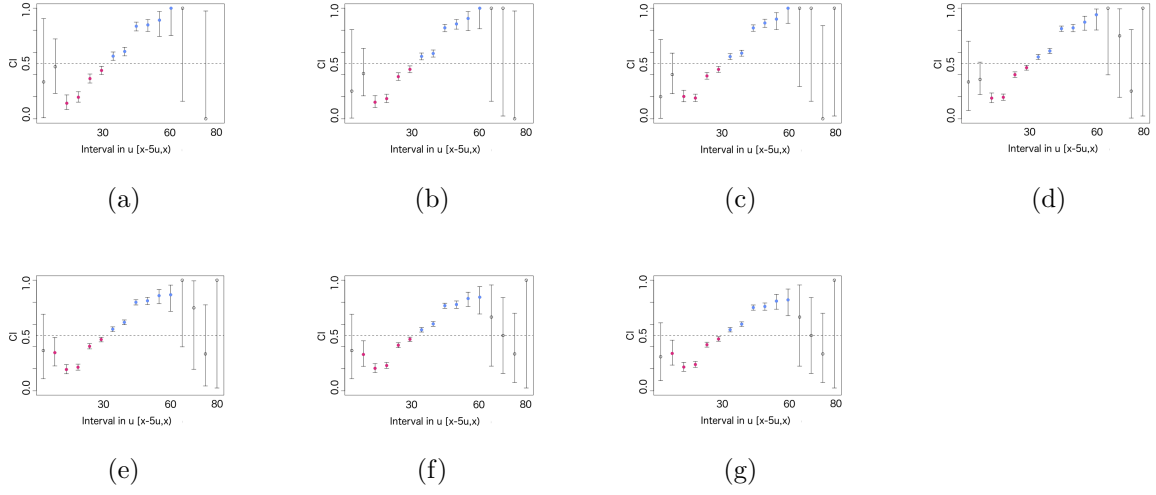 CI 0.0 0.5 1.0
30 60 80
Interval in u [x-5u,x)
(a)
CI 0.0 0.5 1.0
30 60 80
Interval in u [x-5u,x)
(b)
CI 0.0 0.5 1.0
30 60 80
Interval in u [x-5u,x)
(c)
CI 0.0 0.5 1.0
30 60 80
Interval in u [x-5u,x)
(d)
CI 0.0 0.5 1.0
30 60 80
Interval in u [x-5u,x)
(e)
CI 0.0 0.5 1.0
30 60 80
Interval in u [x-5u,x)
(f)
CI 0.0 0.5 1.0
30 60 80
Interval in u [x-5u,x)
(g)